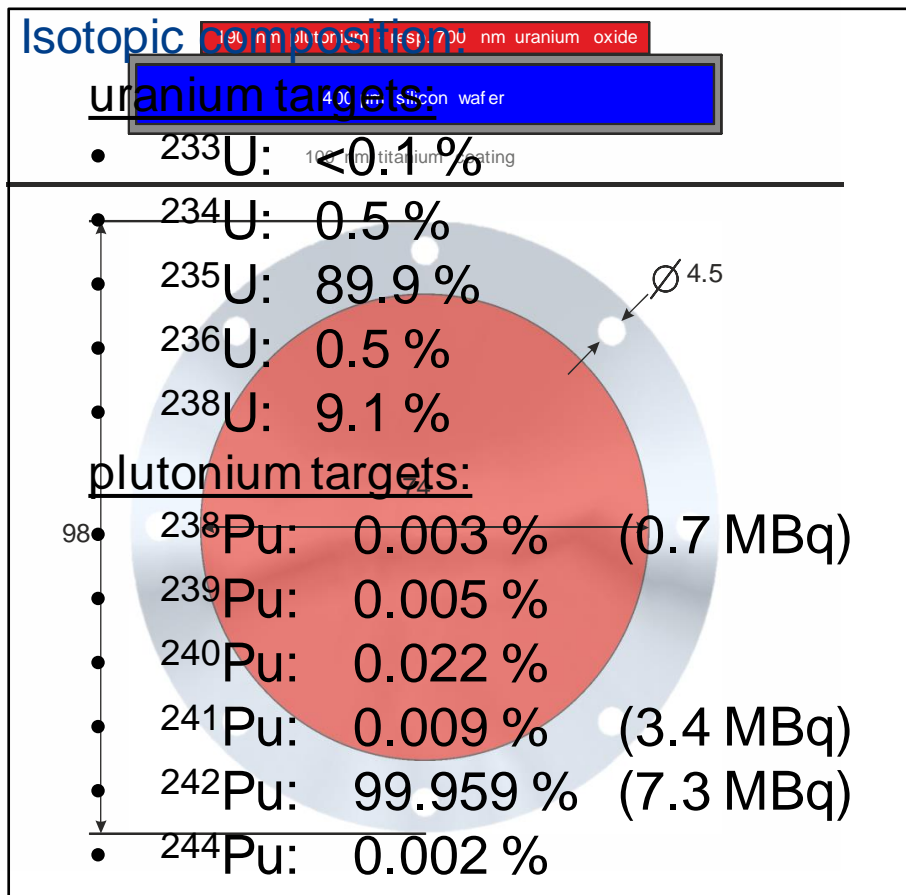 Isotopic composition:
190 nm plutonium resp. 700 nm uranium oxide
uranium targets:
400 µm silicon wafer
• ²³³U: <0.1 %
100 nm titanium coating
• ²³⁴U: 0.5 %
• ²³⁵U: 89.9 %
⌀ 4.5
• ²³⁶U: 0.5 %
• ²³⁸U: 9.1 %
plutonium targets:
74
98
• ²³⁸Pu: 0.003 % (0.7 MBq)
• ²³⁹Pu: 0.005 %
• ²⁴⁰Pu: 0.022 %
• ²⁴¹Pu: 0.009 % (3.4 MBq)
• ²⁴²Pu: 99.959 % (7.3 MBq)
• ²⁴⁴Pu: 0.002 %